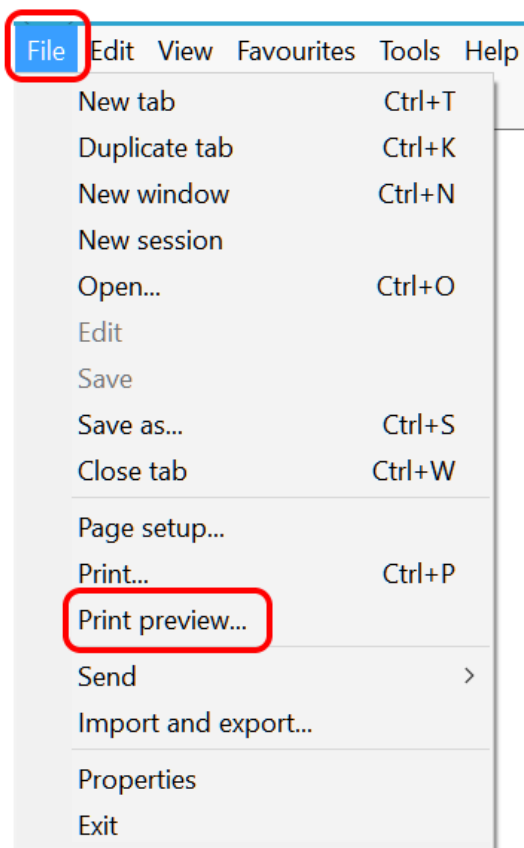 File Edit View Favourites Tools Help
New tab Ctrl+T
Duplicate tab Ctrl+K
New window Ctrl+N
New session
Open... Ctrl+O
Edit
Save
Save as... Ctrl+S
Close tab Ctrl+W
Page setup...
Print... Ctrl+P
Print preview...
Send
Import and export...
Properties
Exit